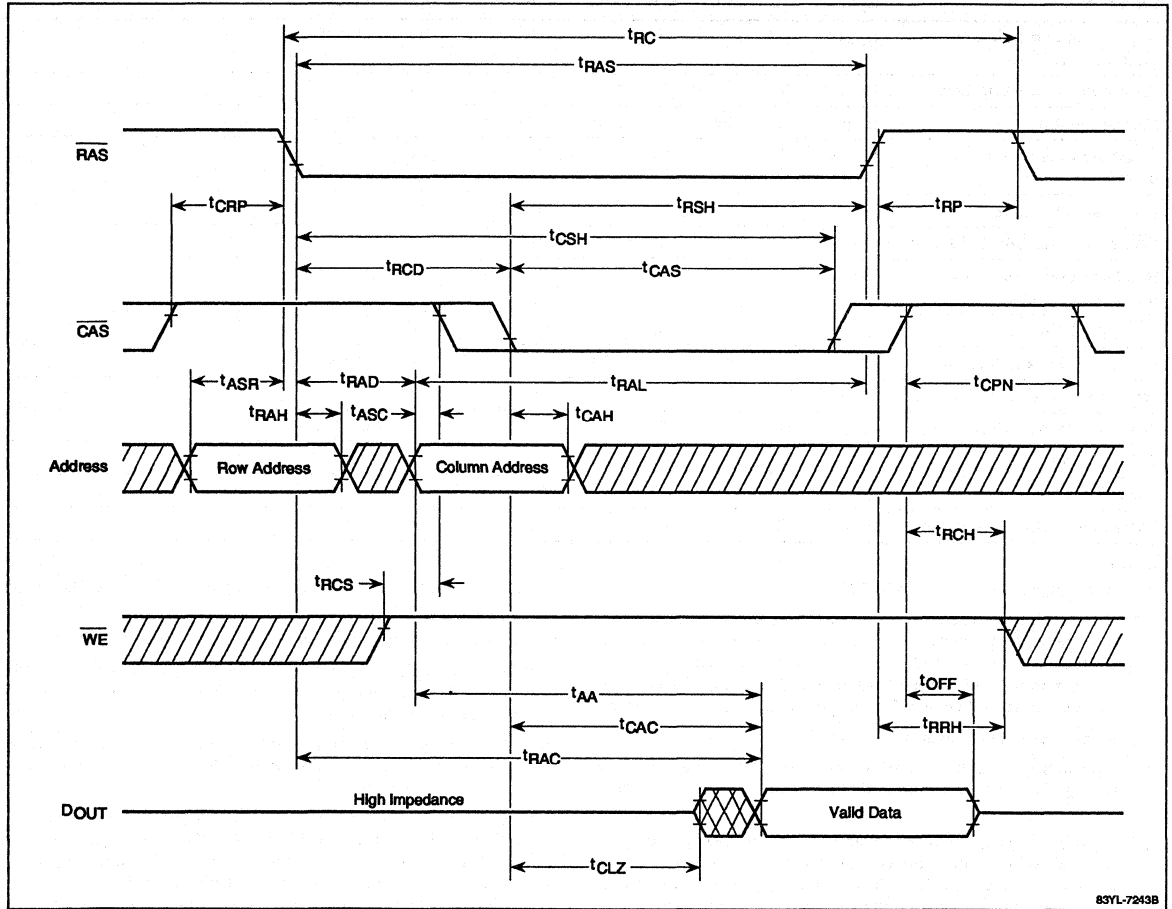 tRC
tRAS
RAS
tCRP
tRSH
tRP
tCSH
tRCD
tCAS
CAS
tASR
tRAD
tRAL
tCPN
tRAH
tASC
tCAH
Address
Row Address
Column Address
tRCH
tRCS
WE
tOFF
tAA
tCAC
tRRH
tRAC
High Impedance
DOUT
Valid Data
tCLZ
83YL-7243B